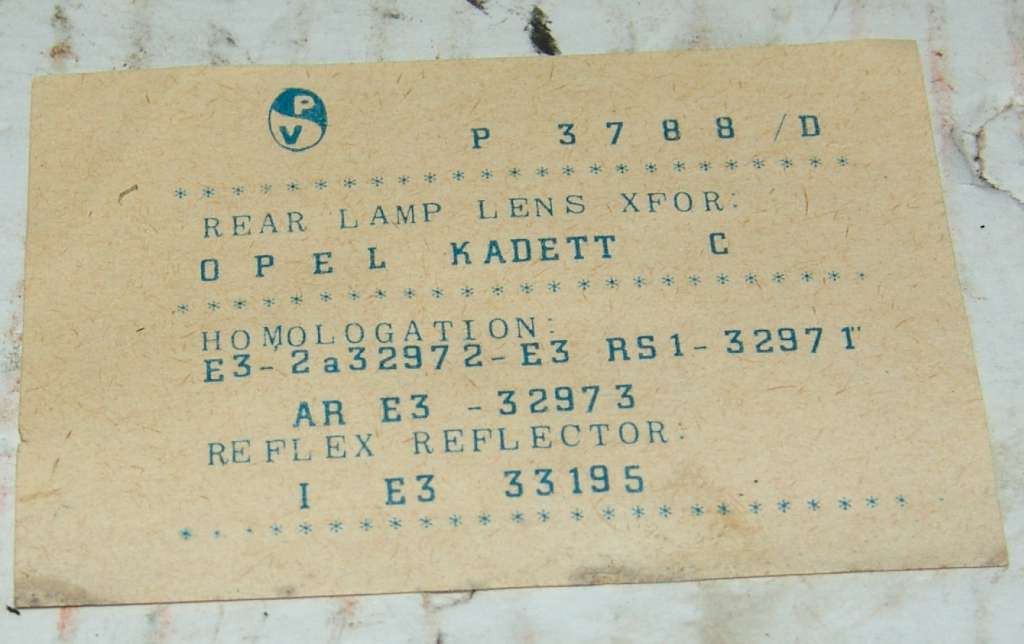 PV
P 3788/D
*************************
REAR LAMP LENS XFOR:
OPEL KADETT C
*************************
HOMOLOGATION:
E3-2a32972-E3 RS1-32971"
AR E3 -32973
REFLEX REFLECTOR:
I E3 33195
*************************